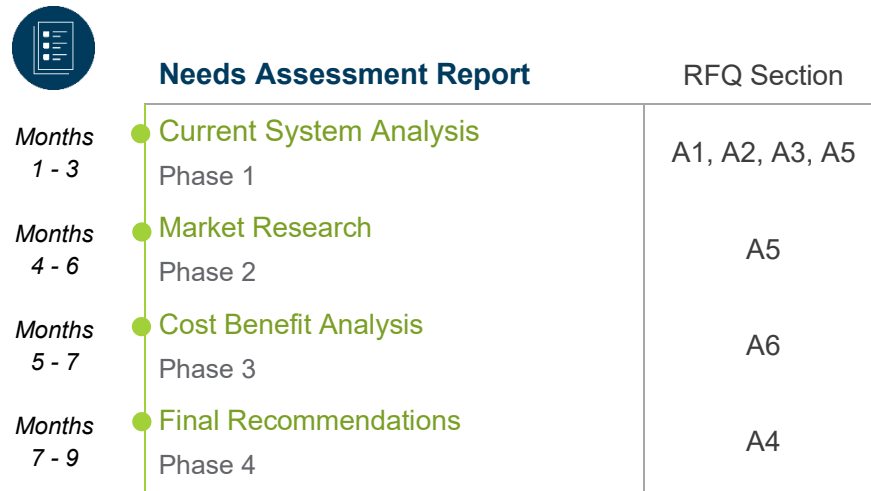 Needs Assessment Report
RFQ Section
Months
1 - 3
Current System Analysis
Phase 1
A1, A2, A3, A5
Months
4 - 6
Market Research
Phase 2
A5
Months
5 - 7
Cost Benefit Analysis
Phase 3
A6
Months
7 - 9
Final Recommendations
Phase 4
A4